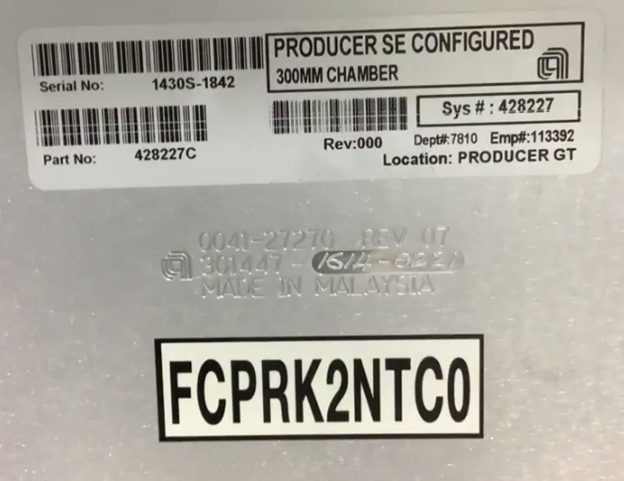 PRODUCER SE CONFIGURED
300MM CHAMBER
Serial No: 1430S-1842
Sys # : 428227
Part No: 428227C
Rev:000
Dept#:7810 Emp#:113392
Location: PRODUCER GT
0041-27270 REV 07
301447-
MADE IN MALAYSIA
FCPRK2NTC0